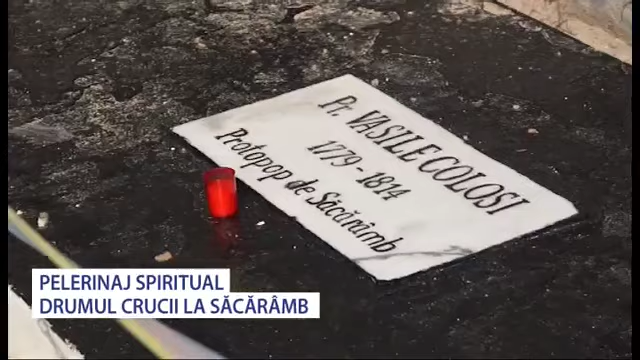 Pr. VASILE COLOSI
1779 - 1814
Protopop de Săcărâmb
PELERINAJ SPIRITUAL
DRUMUL CRUCII LA SĂCĂRÂMB